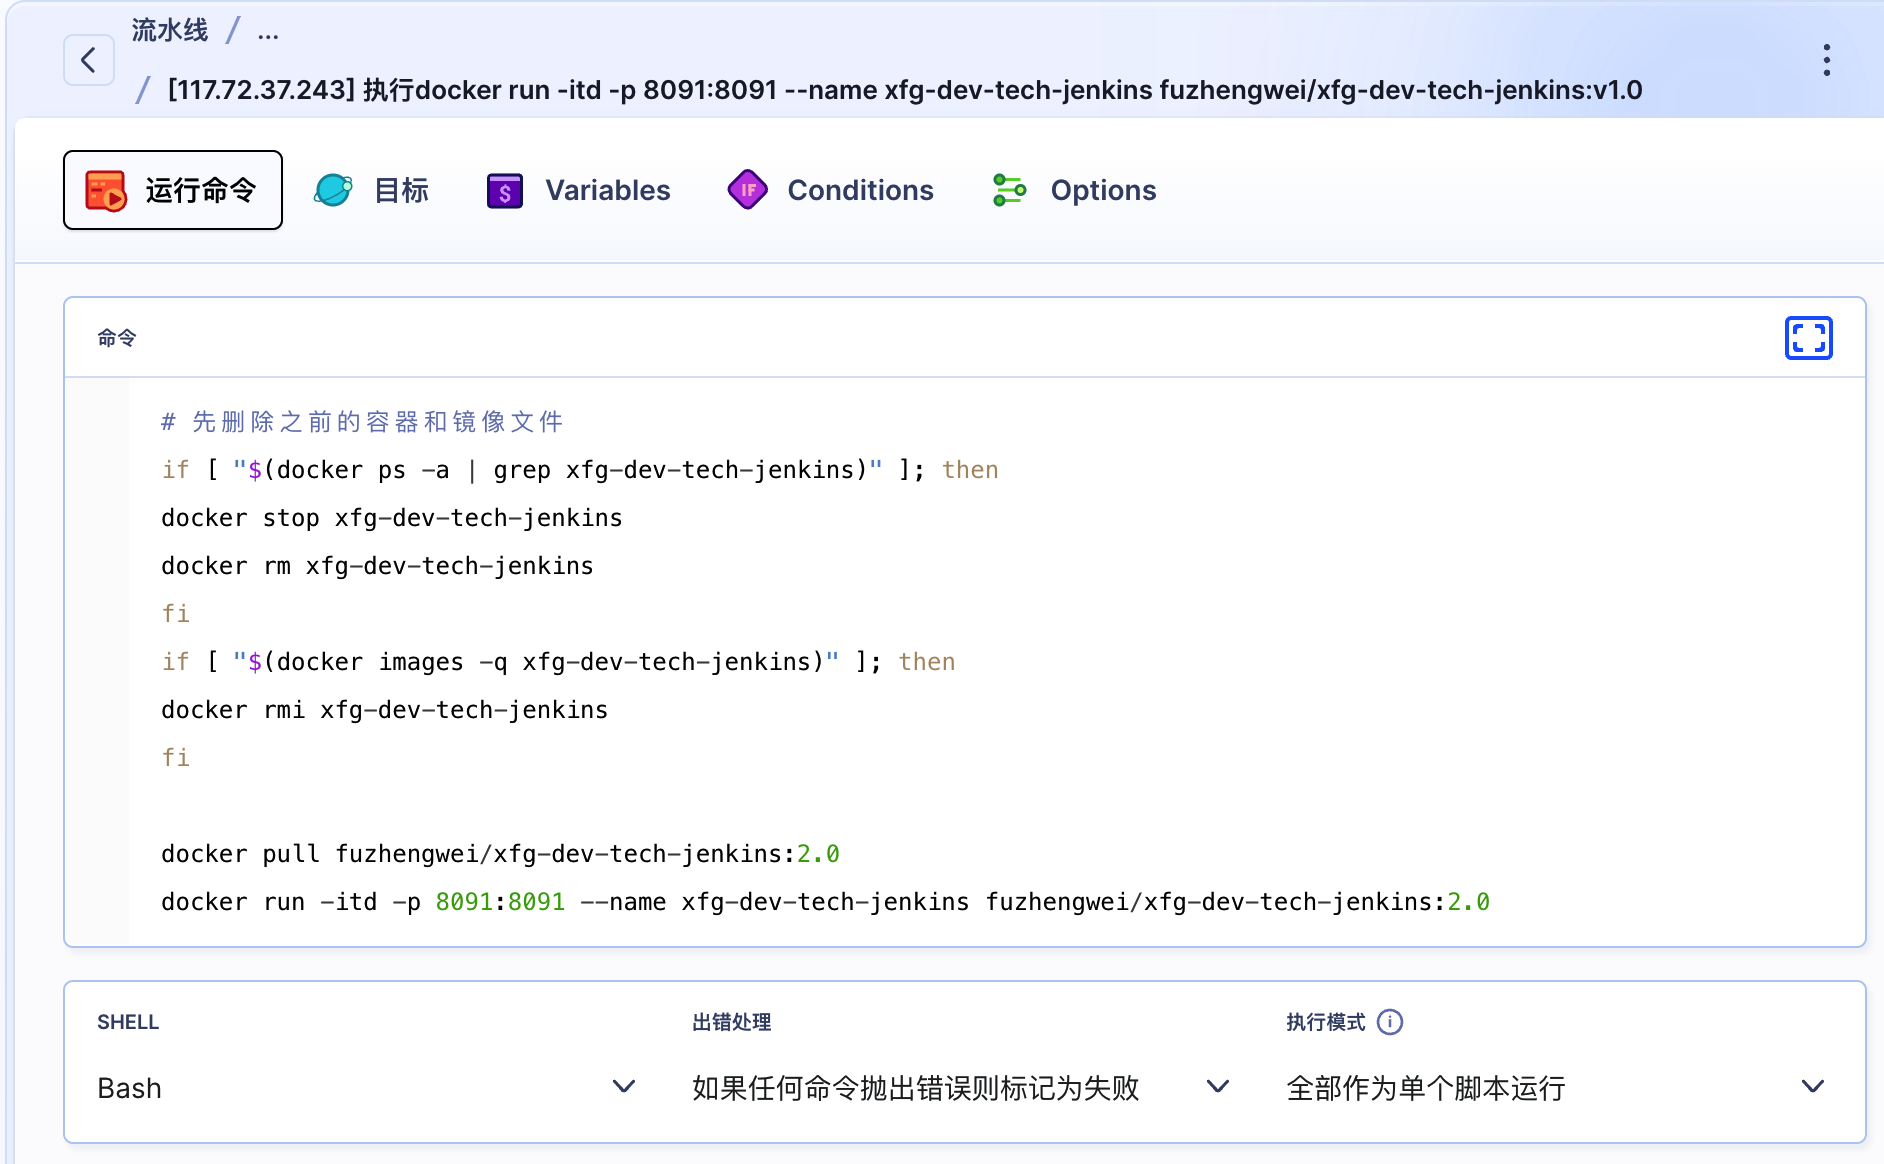 流水线 / ...
/ [117.72.37.243] 执行docker run -itd -p 8091:8091 --name xfg-dev-tech-jenkins fuzhengwei/xfg-dev-tech-jenkins:v1.0
运行命令 目标 $ Variables IF Conditions Options
命令
# 先删除之前的容器和镜像文件
if [ "$(docker ps -a | grep xfg-dev-tech-jenkins)" ]; then
docker stop xfg-dev-tech-jenkins
docker rm xfg-dev-tech-jenkins
fi
if [ "$(docker images -q xfg-dev-tech-jenkins)" ]; then
docker rmi xfg-dev-tech-jenkins
fi
docker pull fuzhengwei/xfg-dev-tech-jenkins:2.0
docker run -itd -p 8091:8091 --name xfg-dev-tech-jenkins fuzhengwei/xfg-dev-tech-jenkins:2.0
SHELL 出错处理 执行模式 i
Bash 如果任何命令抛出错误则标记为失败 全部作为单个脚本运行